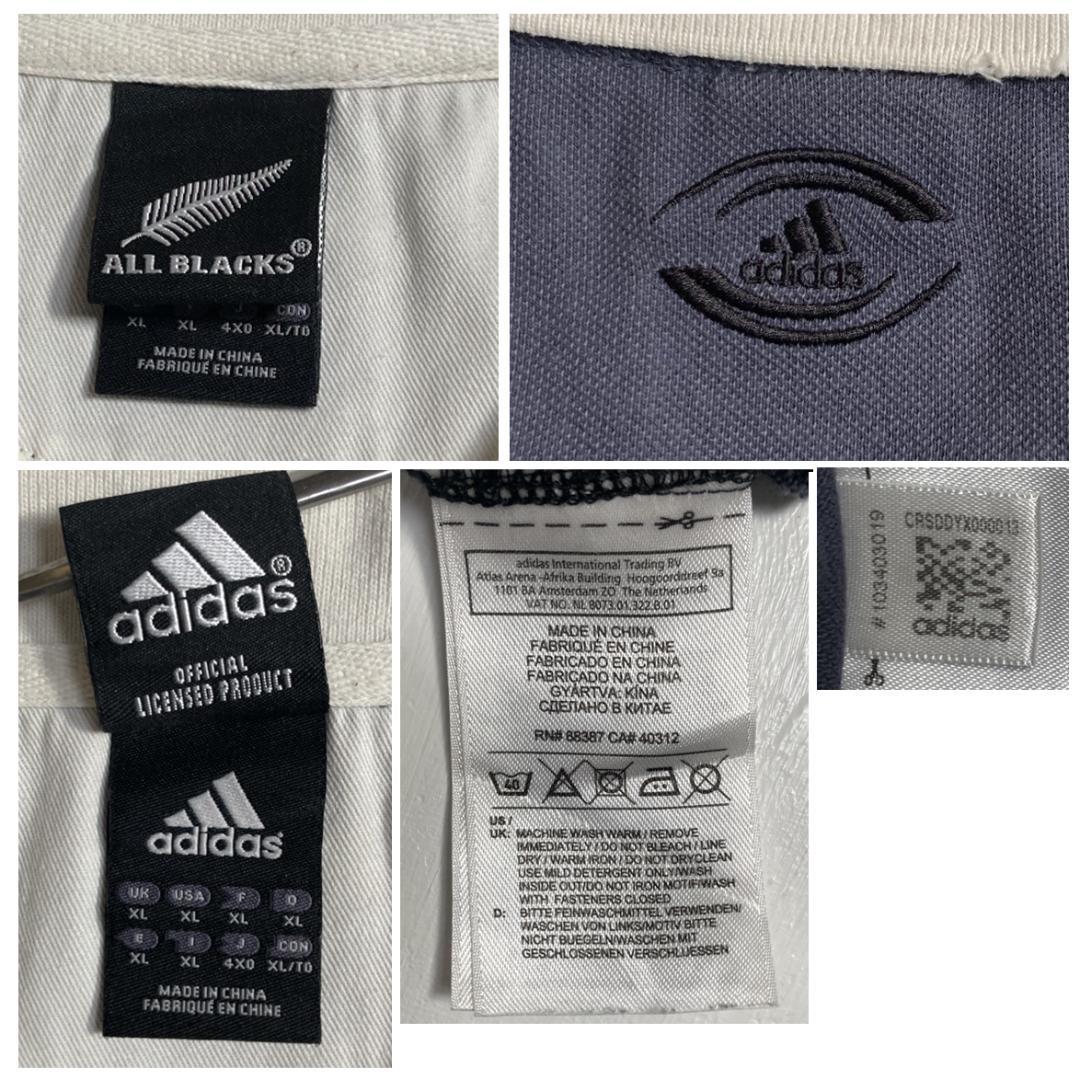 ALL BLACKS®
CON
XL XL 4XO XL/TO
MADE IN CHINA
FABRIQUÉ EN CHINE
adidas
adidas®
OFFICIAL
LICENSED PRODUCT
adidas
UK USA F D
XL XL XL XL
E I J CON
XL XL 4XO XL/TO
MADE IN CHINA
FABRIQUÉ EN CHINE
adidas International Trading BV
Atlas Arena -Afrika Building Hoogoorddreef 9a
1101 BA Amsterdam ZO The Netherlands
VAT NO. NL 8073.01.322.B.01
MADE IN CHINA
FABRIQUÉ EN CHINE
FABRICADO EN CHINA
FABRICADO NA CHINA
GYÁRTVA: KÍNA
СДЕЛАНО В КИТАЕ
RN# 88387 CA# 40312
40
US /
UK: MACHINE WASH WARM / REMOVE
IMMEDIATELY / DO NOT BLEACH / LINE
DRY / WARM IRON / DO NOT DRYCLEAN
USE MILD DETERGENT ONLY/WASH
INSIDE OUT/DO NOT IRON MOTIF/WASH
WITH FASTENERS CLOSED
D: BITTE FEINWASCHMITTEL VERWENDEN/
WASCHEN VON LINKS/MOTIV BITTE
NICHT BUEGELN/WASCHEN MIT
GESCHLOSSENEN VERSCHLUESSEN
# 103403019
CRSDDYX000013
adidas